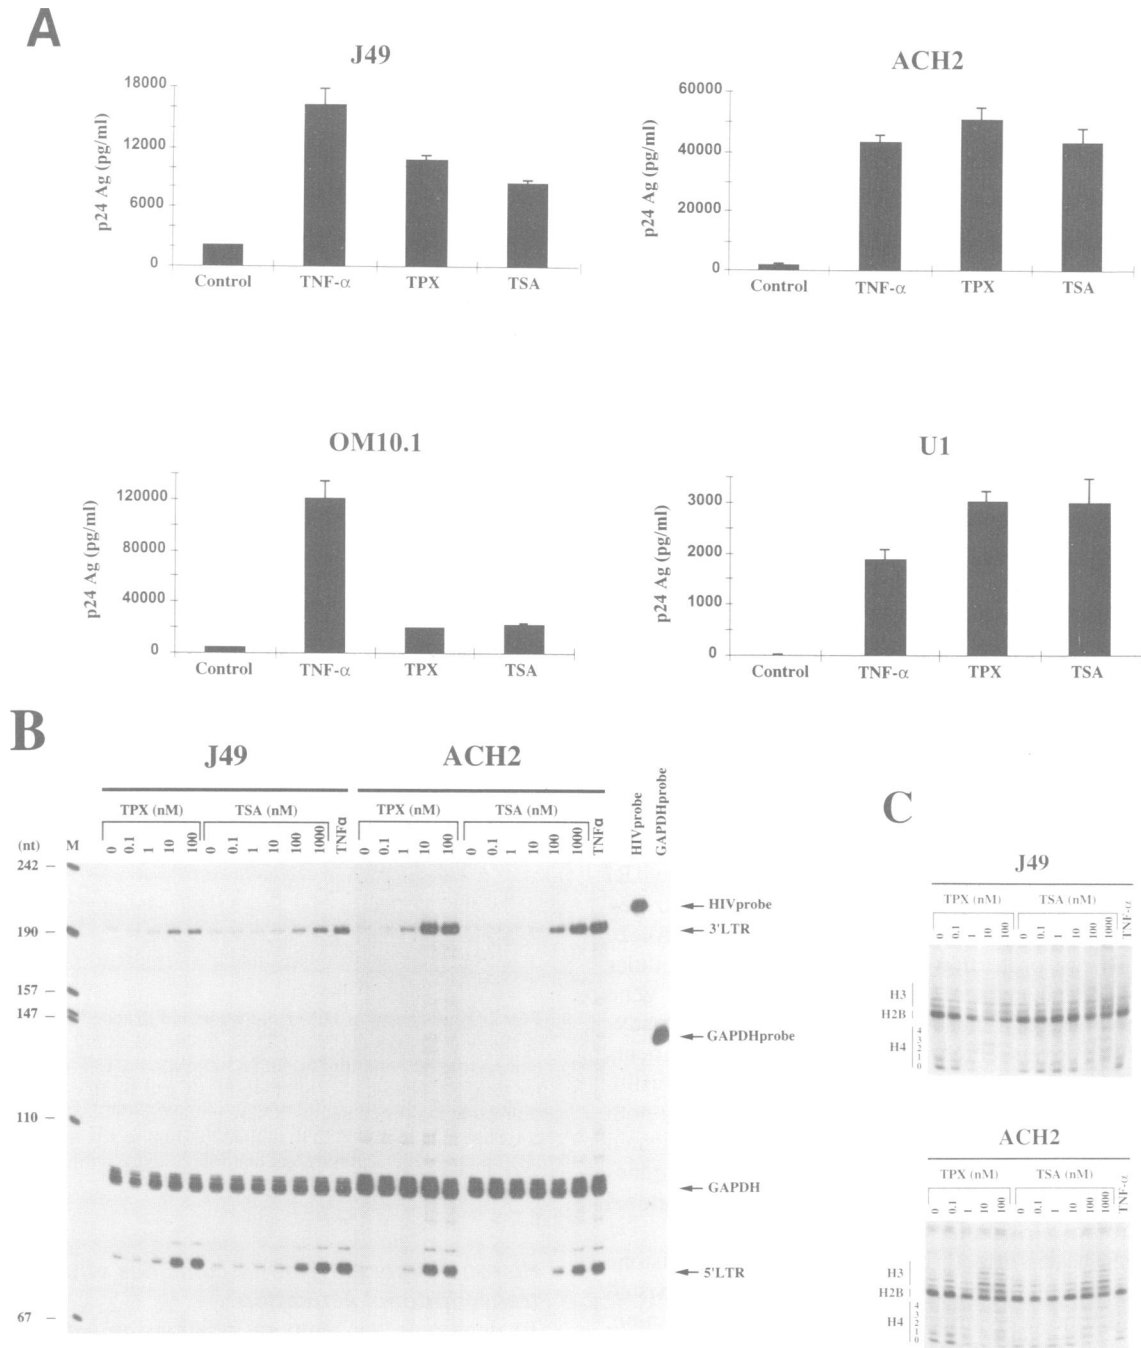 A
J49
18000
12000
6000
0
p24 Ag (pg/ml)
Control TNF-α TPX TSA
ACH2
60000
40000
20000
0
p24 Ag (pg/ml)
Control TNF-α TPX TSA
OM10.1
120000
80000
40000
0
p24 Ag (pg/ml)
Control TNF-α TPX TSA
U1
3000
2000
1000
0
p24 Ag (pg/ml)
Control TNF-α TPX TSA
B
J49 ACH2
TPX (nM) TSA (nM) TPX (nM) TSA (nM)
(nt) M 0 0.1 1 10 100 0 0.1 1 10 100 1000 TNFα 0 0.1 1 10 100 0 0.1 1 10 100 1000 TNFα HIVprobe GAPDHprobe
242
190
157
147
110
67
HIVprobe
3'LTR
GAPDHprobe
GAPDH
5'LTR
C
J49
TPX (nM) TSA (nM)
0 0.1 1 10 100 0 0.1 1 10 100 1000 TNF-α
H3
H2B
H4
4
3
2
1
0
ACH2
TPX (nM) TSA (nM)
0 0.1 1 10 100 0 0.1 1 10 100 1000 TNF-α
H3
H2B
H4
4
3
2
1
0